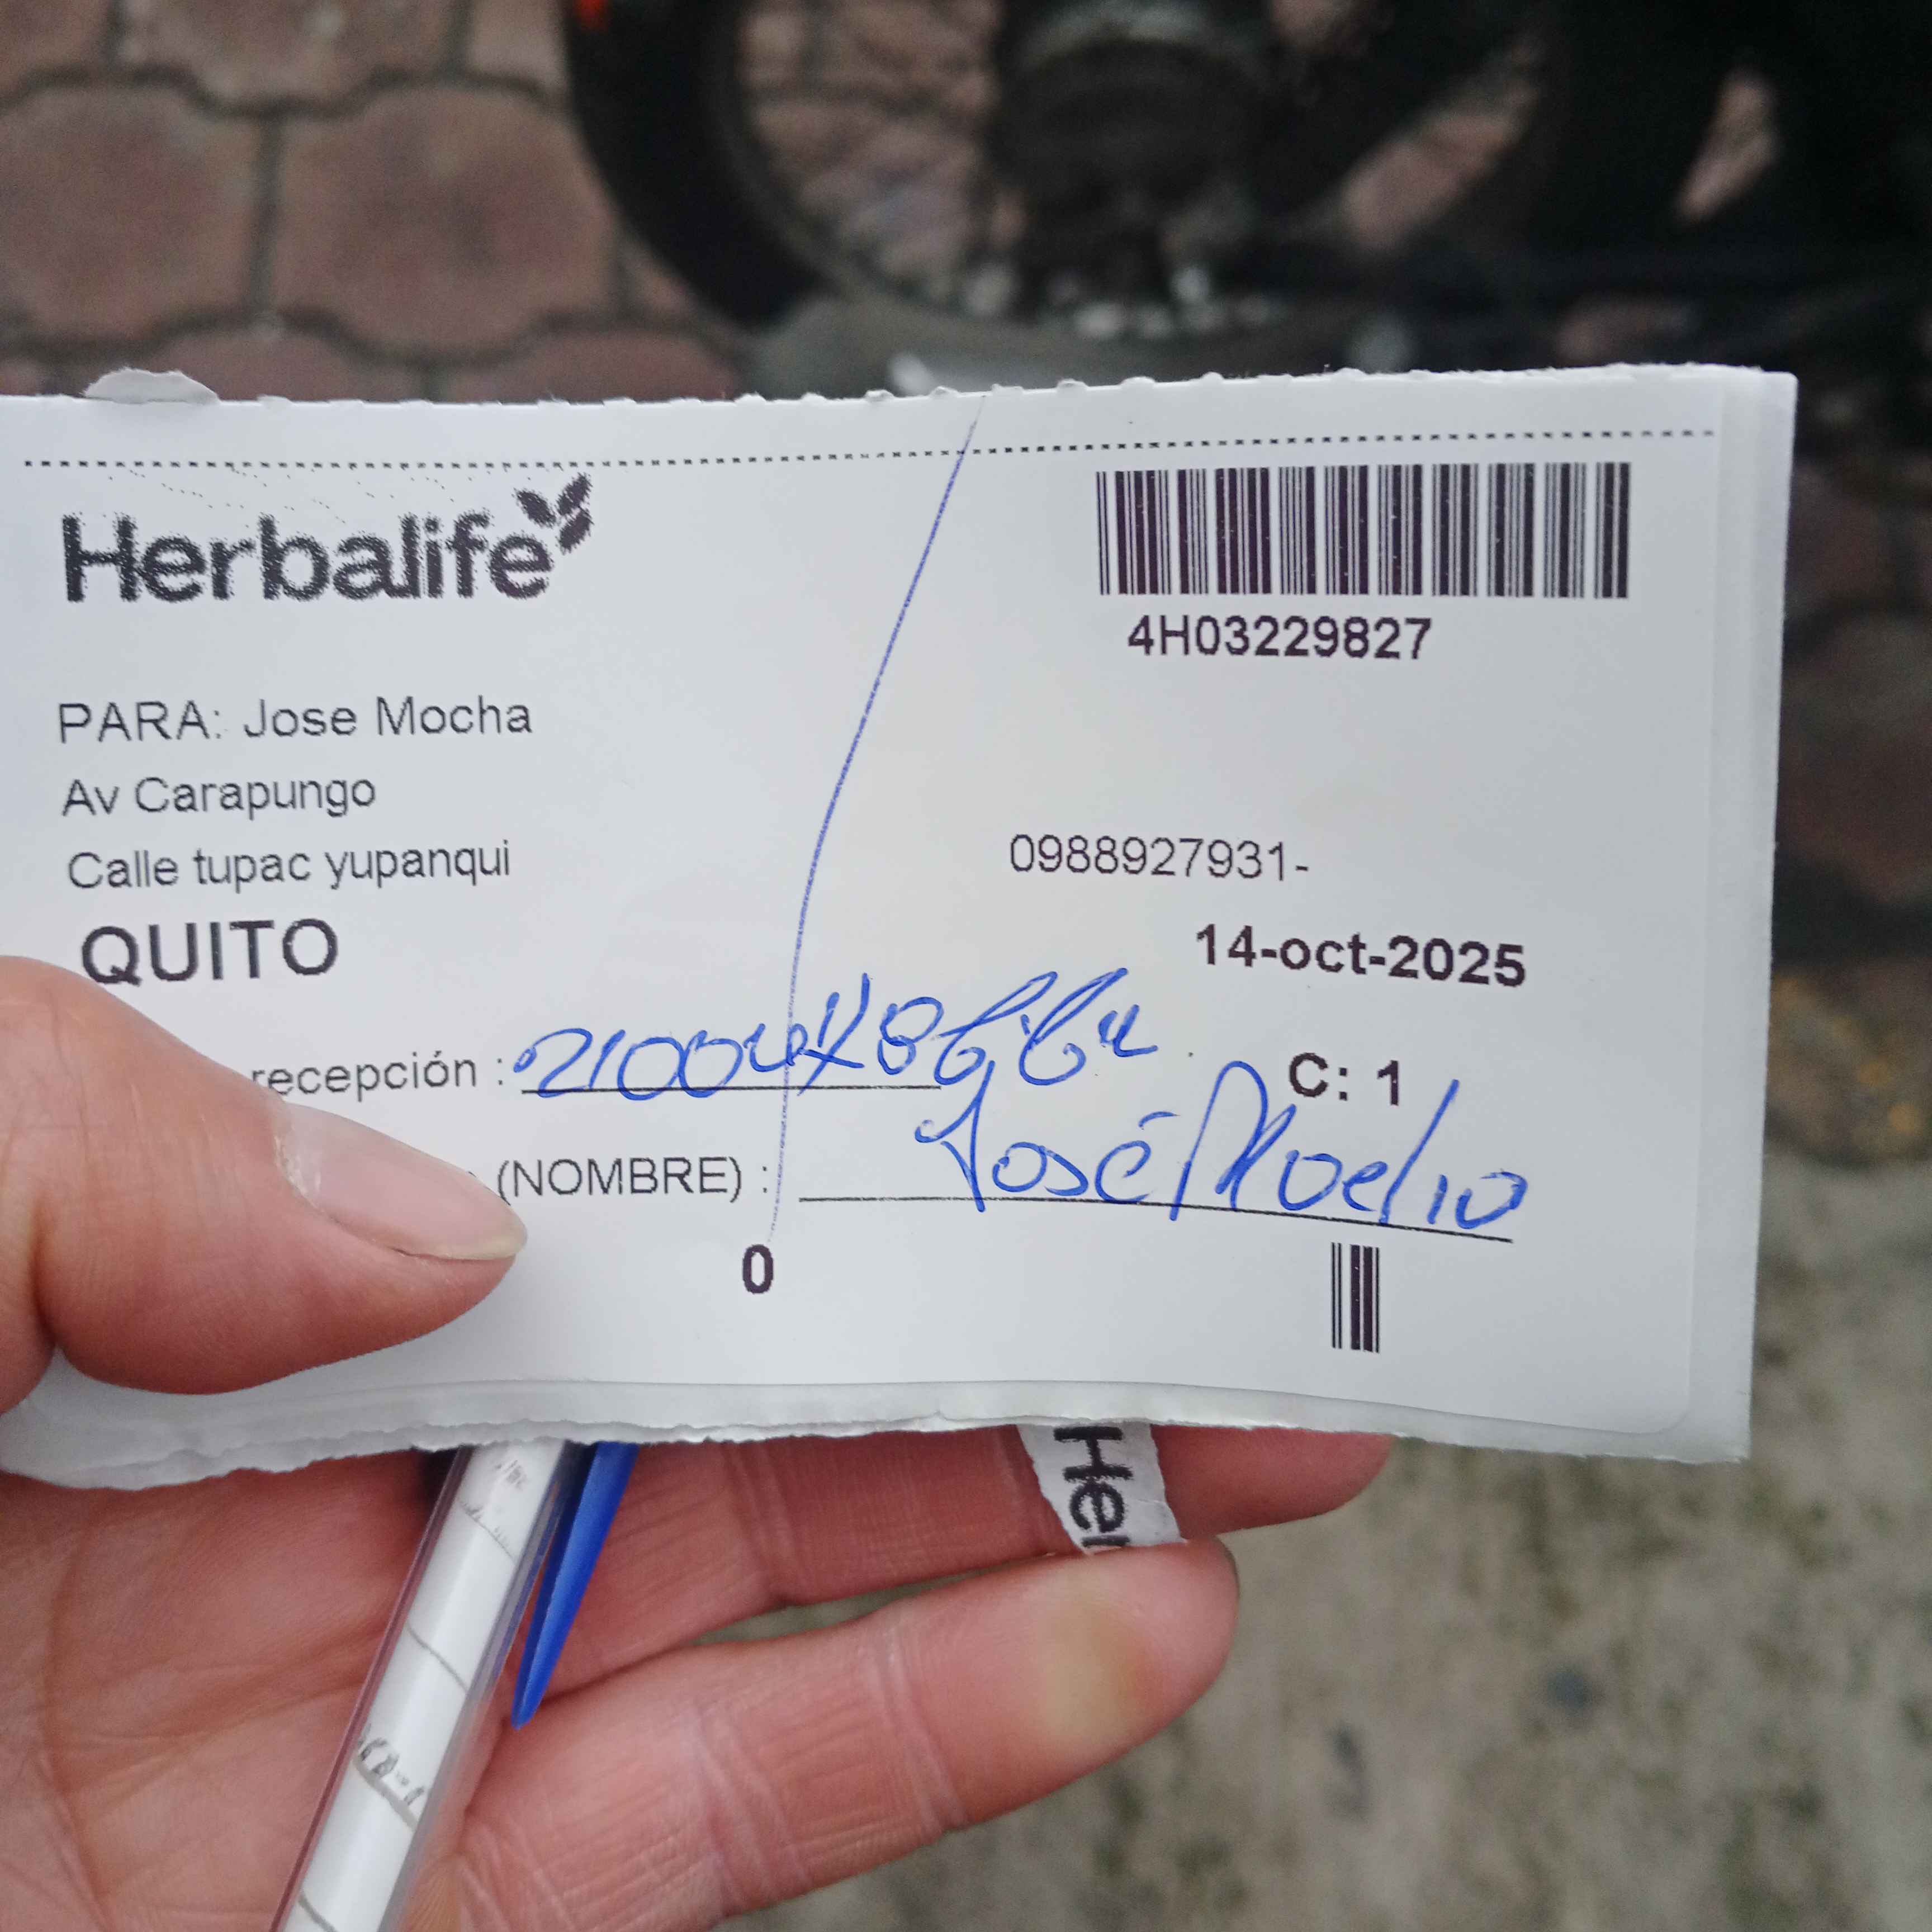 Herbalife
4H03229827
PARA: Jose Mocha
Av Carapungo
Calle tupac yupanqui
0988927931-
QUITO
14-oct-2025
recepción :
C: 1
(NOMBRE) : José
0
Her